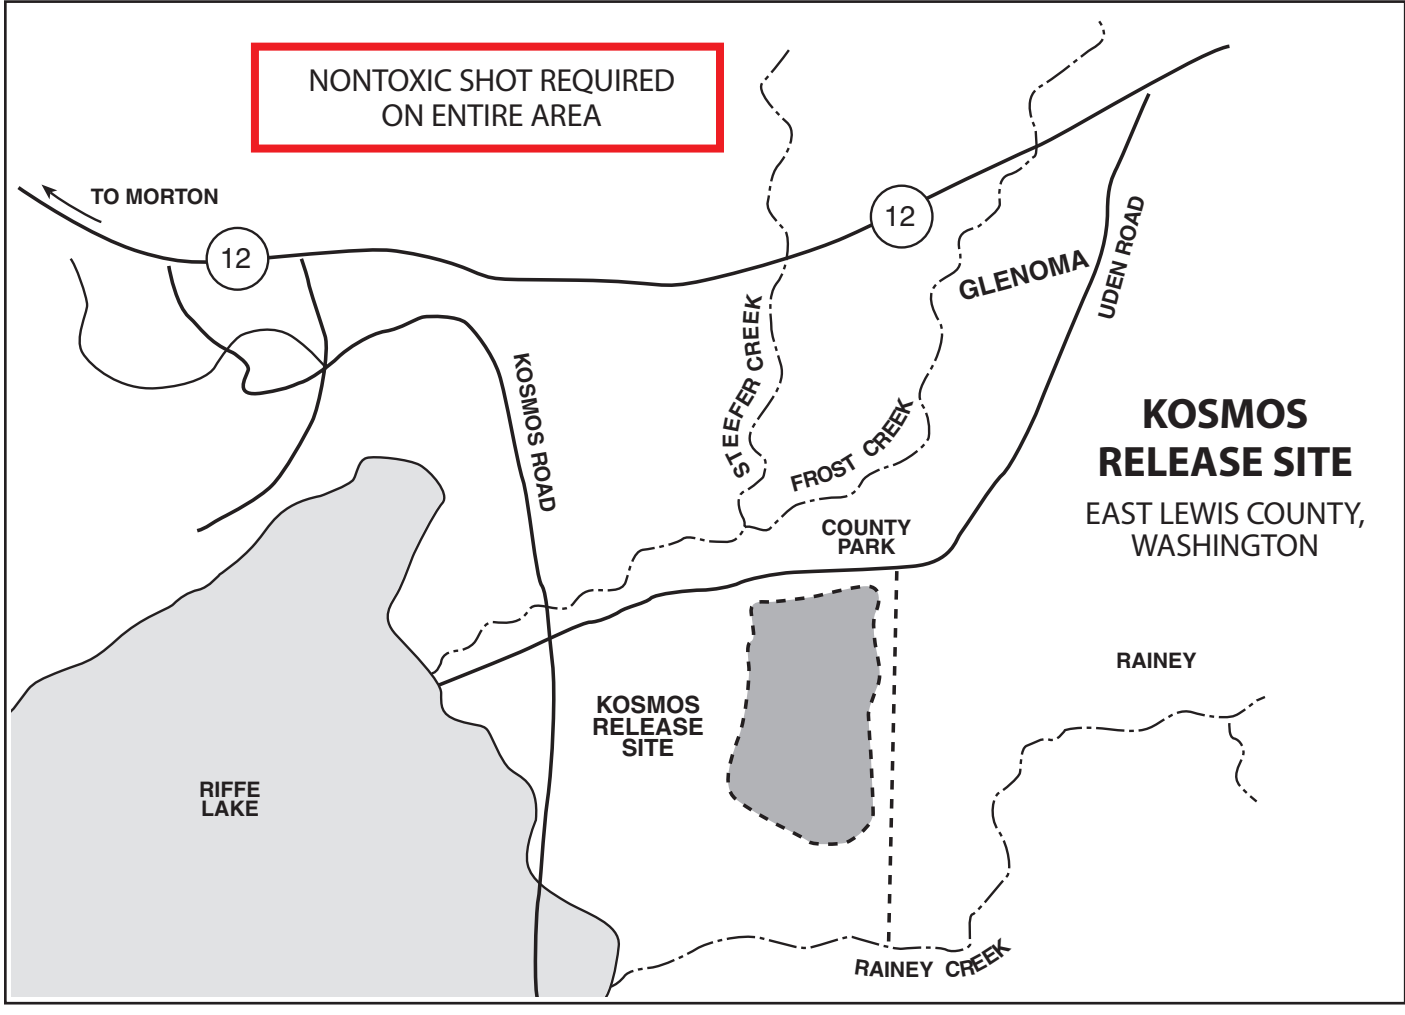 NONTOXIC SHOT REQUIRED
ON ENTIRE AREA
TO MORTON
12
12
GLENOMA
UDEN ROAD
STEEFER CREEK
KOSMOS ROAD
FROST CREEK
KOSMOS
RELEASE SITE
EAST LEWIS COUNTY,
WASHINGTON
COUNTY
PARK
RAINEY
KOSMOS
RELEASE
SITE
RIFFE
LAKE
RAINEY CREEK